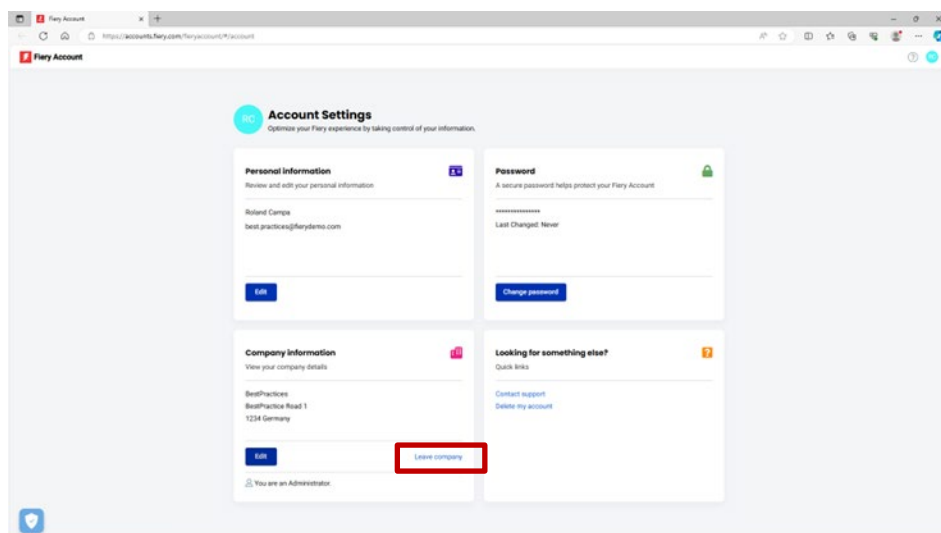 Fiery Account
https://accounts.fiery.com/fieryaccount/#/account
Fiery Account
RC
RC
Account Settings
Optimize your Fiery experience by taking control of your information.
Personal information
Review and edit your personal information
Roland Campa
best.practices@fierydemo.com
Edit
Password
A secure password helps protect your Fiery Account
***************
Last Changed: Never
Change password
Company information
View your company details
BestPractices
BestPractice Road 1
1234 Germany
Edit
Leave company
You are an Administrator.
Looking for something else?
Quick links
Contact support
Delete my account